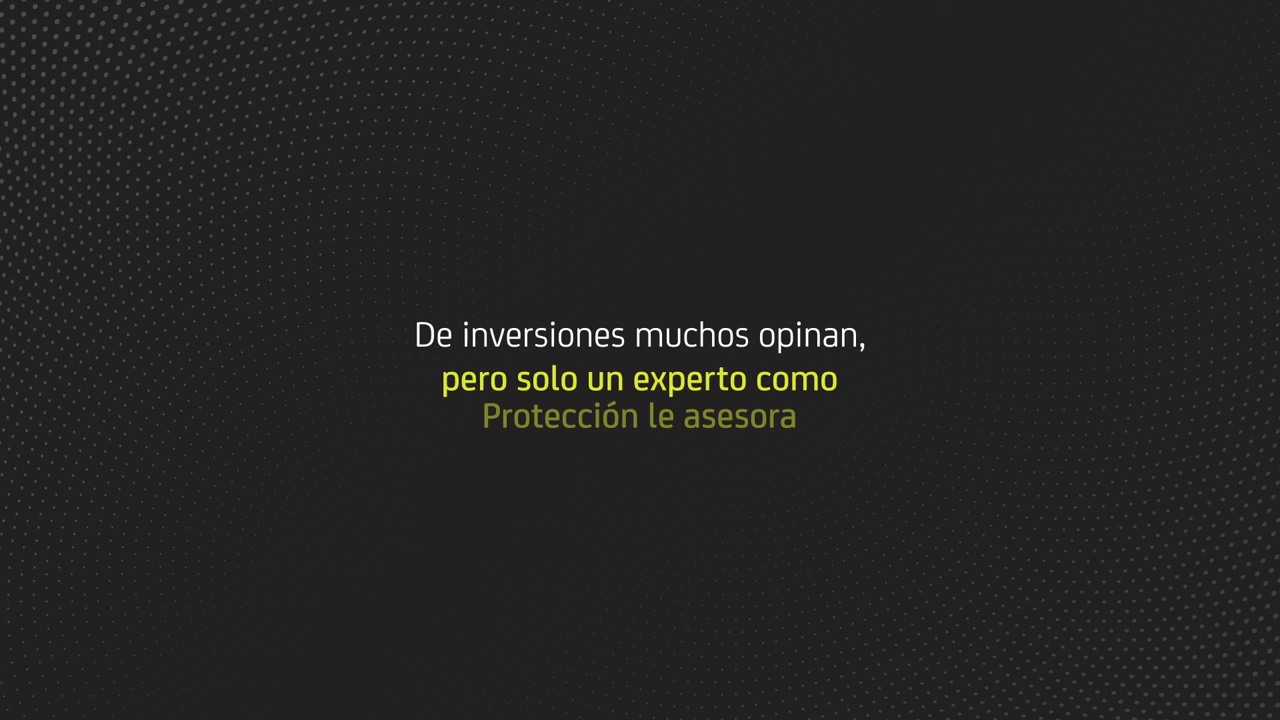 De inversiones muchos opinan,
pero solo un experto como
Protección le asesora